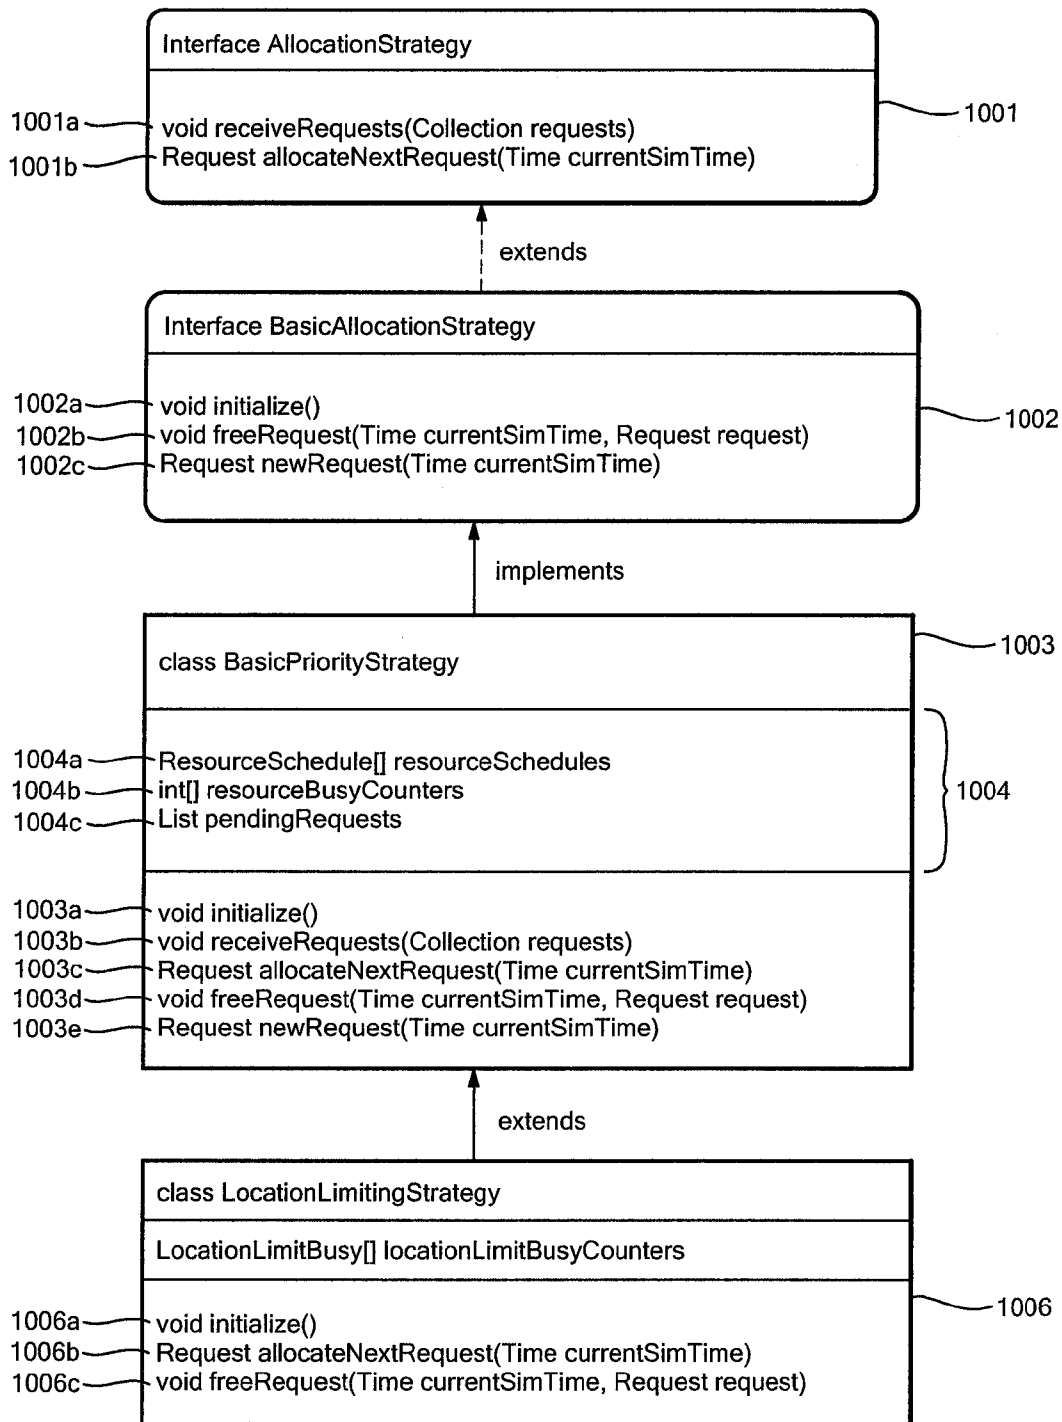 Interface AllocationStrategy
1001
1001a void receiveRequests(Collection requests)
1001b Request allocateNextRequest(Time currentSimTime)
extends
Interface BasicAllocationStrategy
1002
1002a void initialize()
1002b void freeRequest(Time currentSimTime, Request request)
1002c Request newRequest(Time currentSimTime)
implements
1003
class BasicPriorityStrategy
1004a ResourceSchedule[] resourceSchedules
1004b int[] resourceBusyCounters
1004
1004c List pendingRequests
1003a void initialize()
1003b void receiveRequests(Collection requests)
1003c Request allocateNextRequest(Time currentSimTime)
1003d void freeRequest(Time currentSimTime, Request request)
1003e Request newRequest(Time currentSimTime)
extends
class LocationLimitingStrategy
LocationLimitBusy[] locationLimitBusyCounters
1006
1006a void initialize()
1006b Request allocateNextRequest(Time currentSimTime)
1006c void freeRequest(Time currentSimTime, Request request)